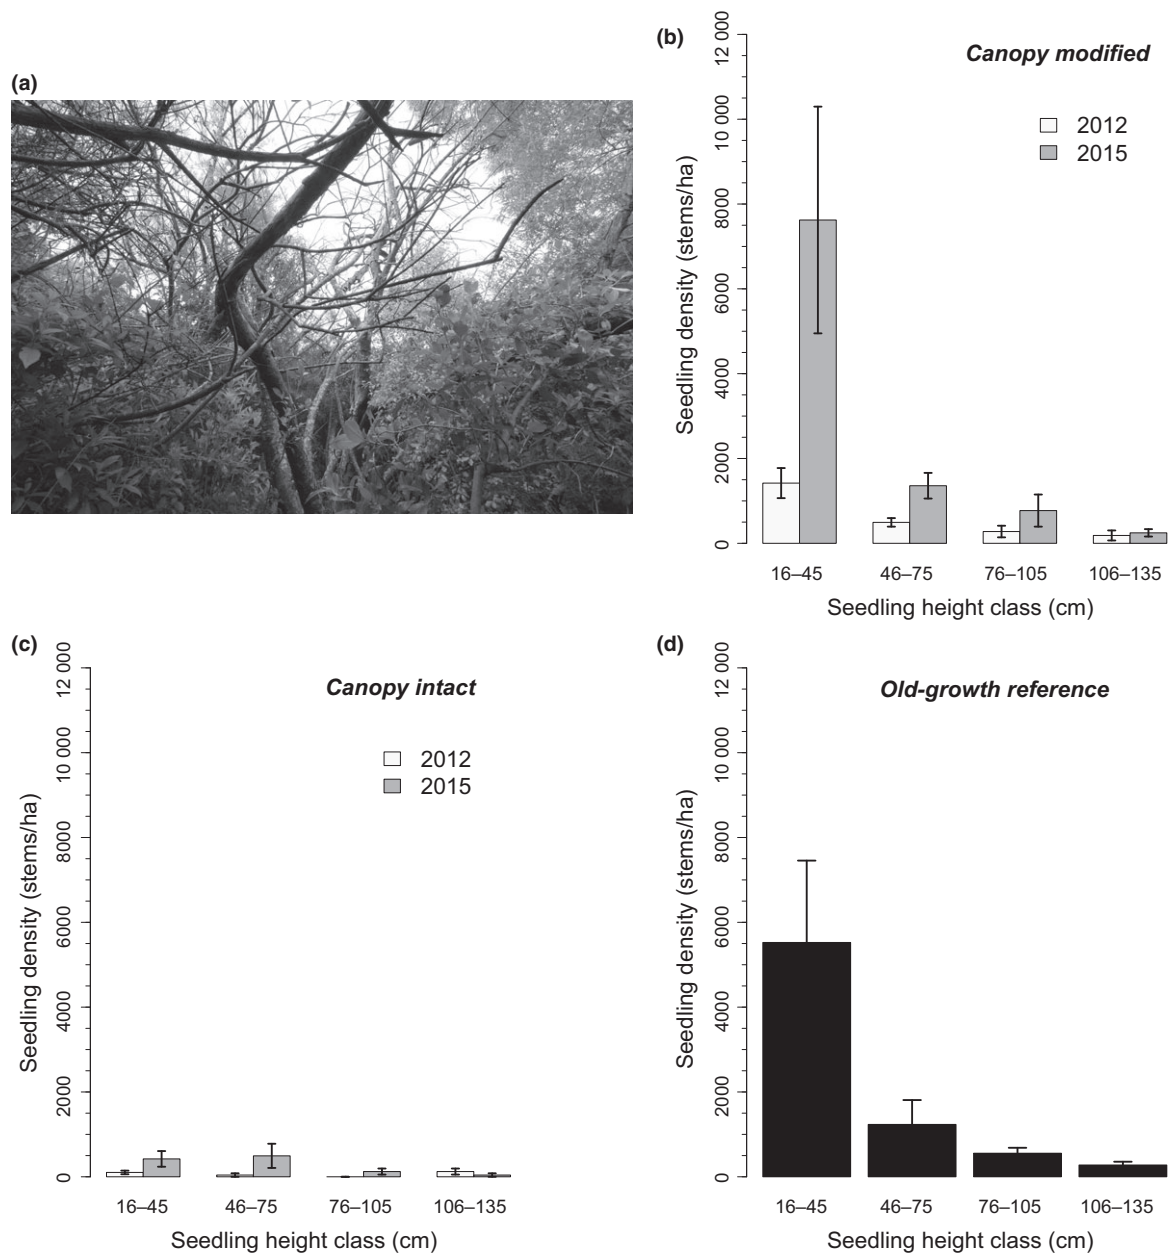 (a)
(b)
Canopy modified
2012
2015
Seedling density (stems/ha)
12 000
10 000
8000
6000
4000
2000
0
16–45 46–75 76–105 106–135
Seedling height class (cm)
(c)
Canopy intact
2012
2015
Seedling density (stems/ha)
12 000
10 000
8000
6000
4000
2000
0
16–45 46–75 76–105 106–135
Seedling height class (cm)
(d)
Old-growth reference
Seedling density (stems/ha)
12 000
10 000
8000
6000
4000
2000
0
16–45 46–75 76–105 106–135
Seedling height class (cm)